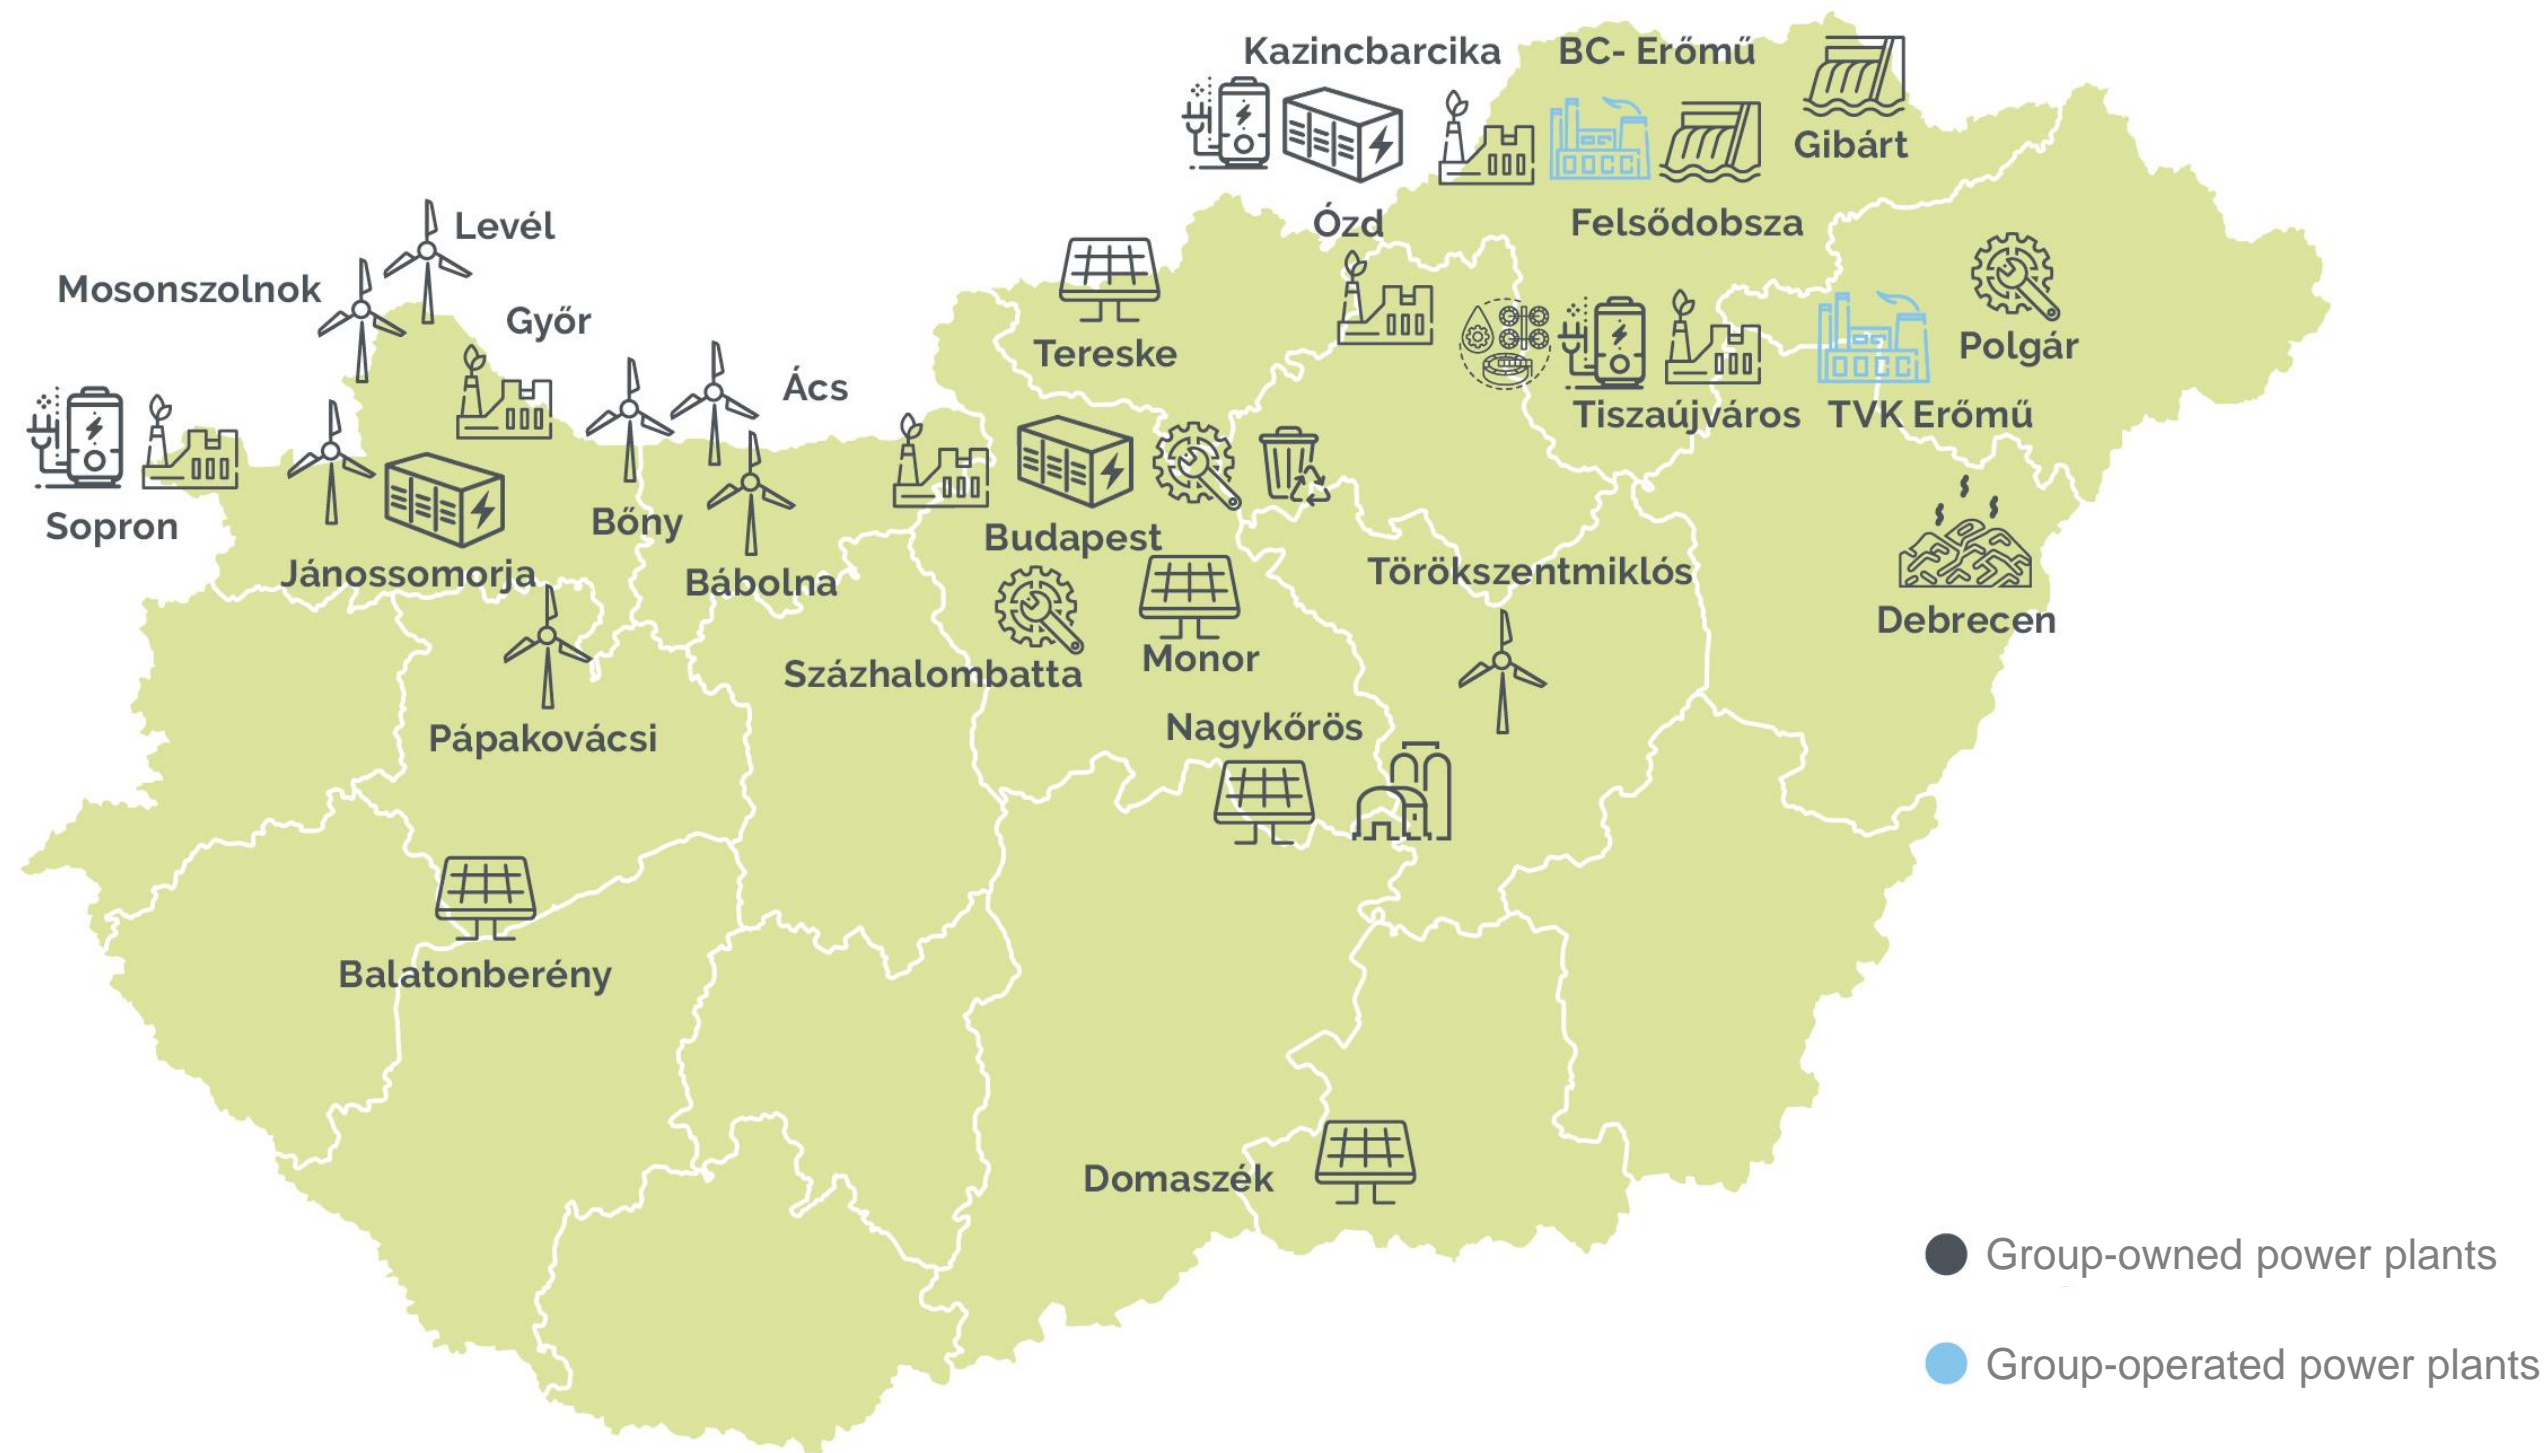 Kazincbarcika
BC- Erőmű
Gibárt
Levél
Ózd
Felsődobsza
Mosonszolnok
Győr
Tereske
Polgár
Ács
Tiszaújváros
TVK Erőmű
Sopron
Bőny
Budapest
Jánossomorja
Bábolna
Törökszentmiklós
Debrecen
Százhalombatta
Monor
Pápakovácsi
Nagykőrös
Balatonberény
Domaszék
Group-owned power plants
Group-operated power plants